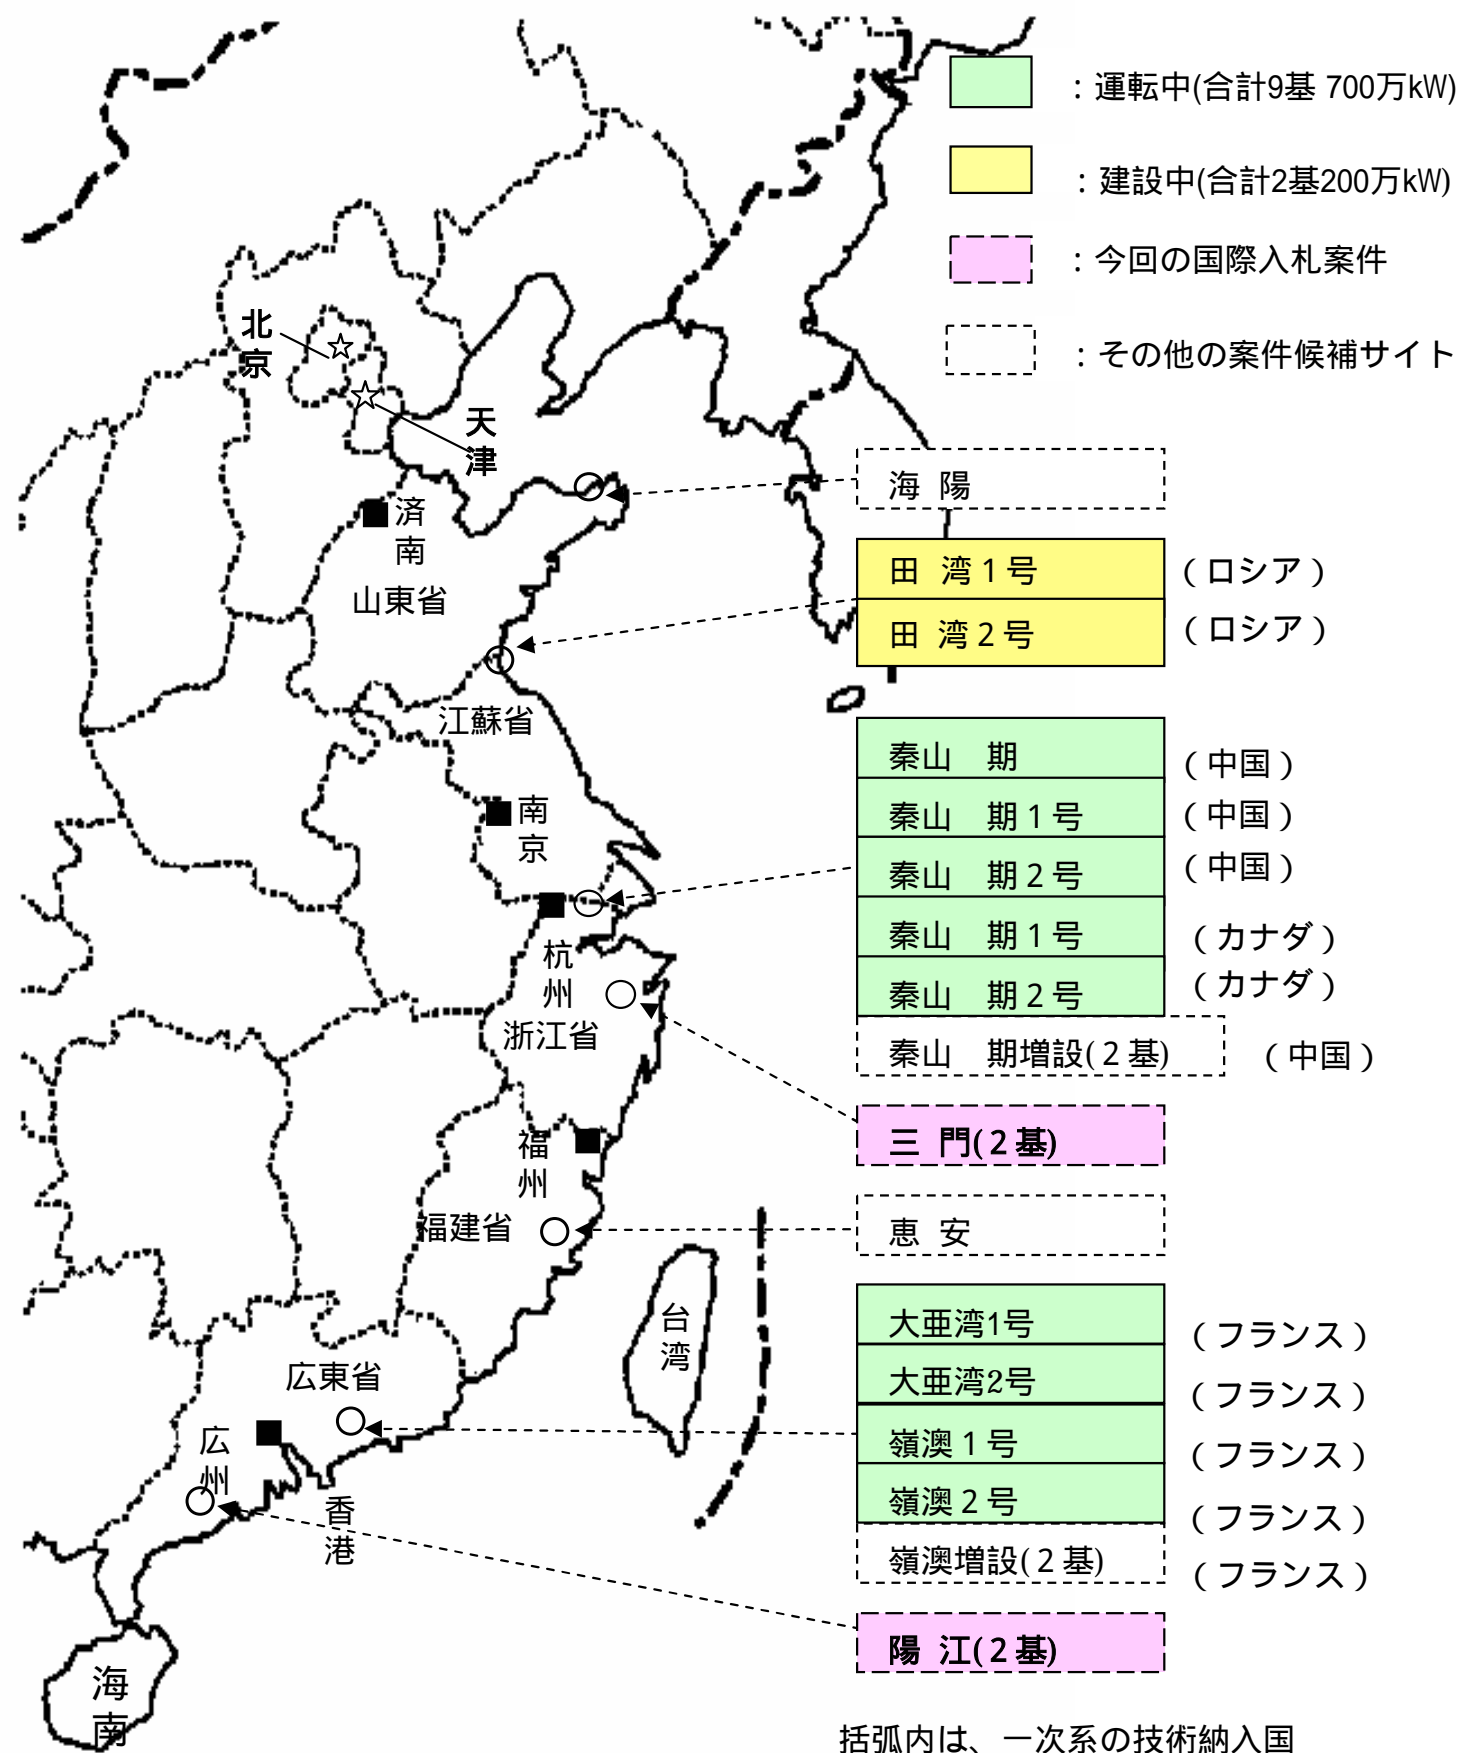 ：運転中(合計9基 700万kW)
：建設中(合計2基200万kW)
：今回の国際入札案件
：その他の案件候補サイト
北京
天津
済南
山東省
江蘇省
南京
杭州
浙江省
福州
福建省
台湾
広東省
広州
香港
海南
海 陽
田 湾１号 （ロシア）
田 湾２号 （ロシア）
秦山　期 （中国）
秦山　期１号 （中国）
秦山　期２号 （中国）
秦山　期１号 （カナダ）
秦山　期２号 （カナダ）
秦山　期増設(２基) （中国）
三 門(２基)
恵 安
大亜湾1号 （フランス）
大亜湾2号 （フランス）
嶺澳１号 （フランス）
嶺澳２号 （フランス）
嶺澳増設(２基) （フランス）
陽 江(２基)
括弧内は、一次系の技術納入国